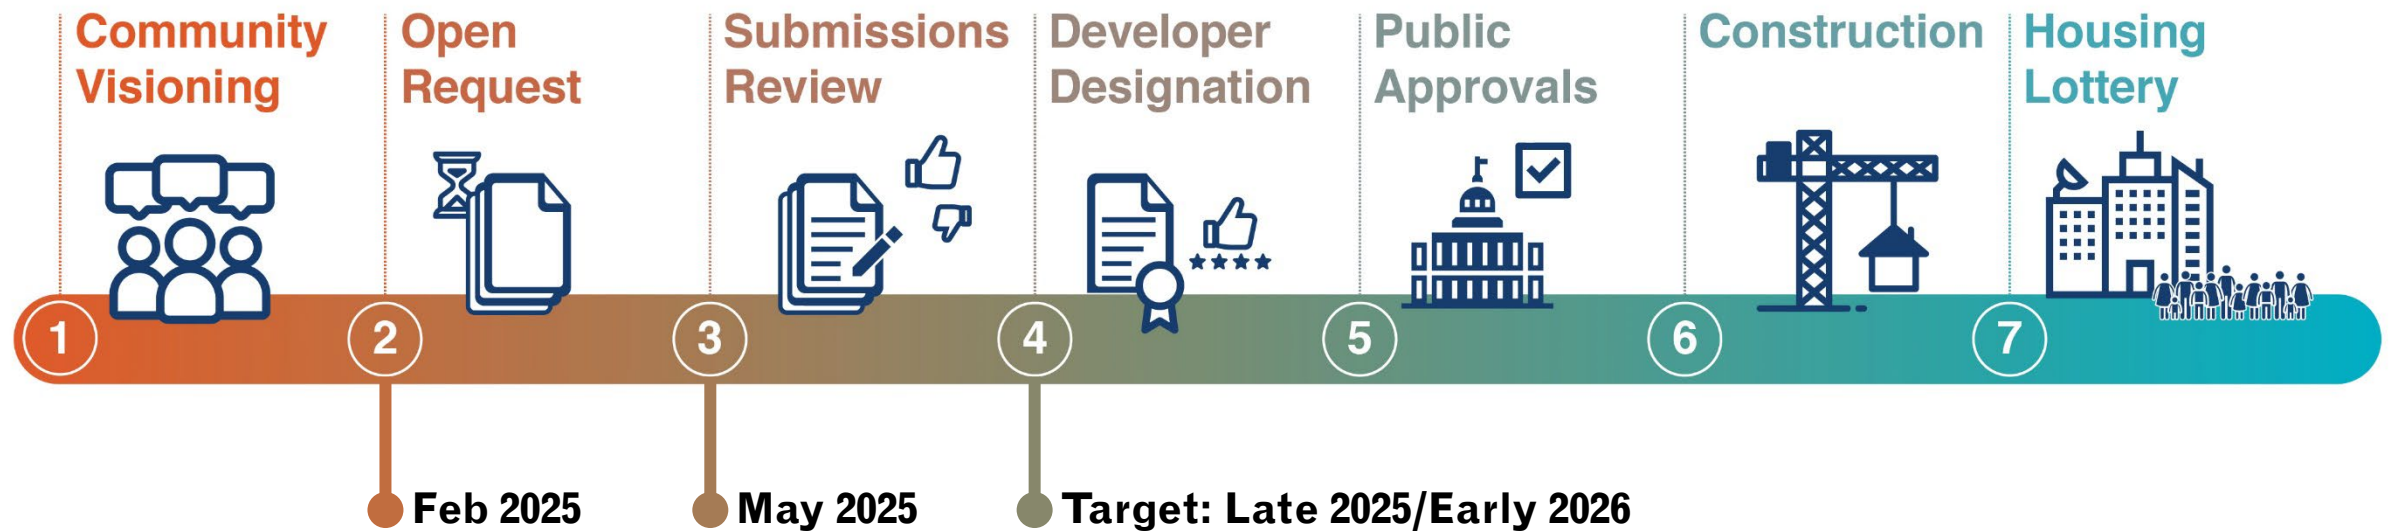 Community
Visioning
Open
Request
Submissions
Review
Developer
Designation
Public
Approvals
Construction
Housing
Lottery
1
2
3
4
5
6
7
Feb 2025
May 2025
Target: Late 2025/Early 2026